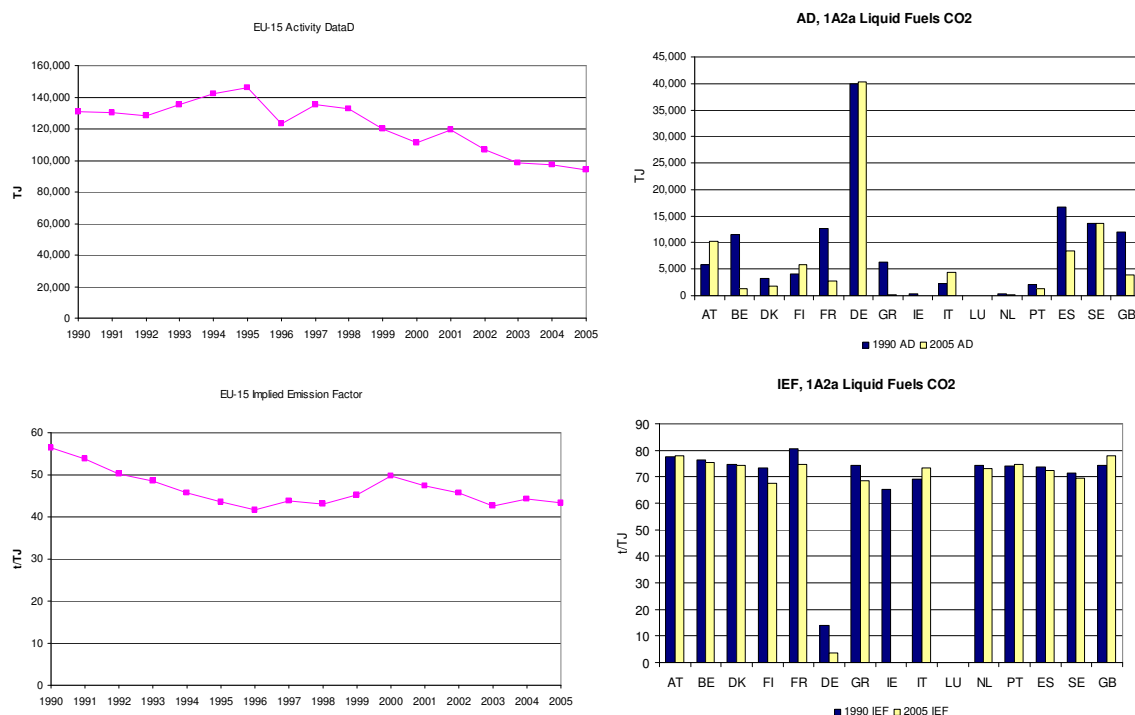 EU-15 Activity DataD
160,000
140,000
120,000
100,000
80,000
60,000
40,000
20,000
0
TJ
1990 1991 1992 1993 1994 1995 1996 1997 1998 1999 2000 2001 2002 2003 2004 2005
AD, 1A2a Liquid Fuels CO2
45,000
40,000
35,000
30,000
25,000
20,000
15,000
10,000
5,000
0
TJ
AT BE DK FI FR DE GR IE IT LU NL PT ES SE GB
1990 AD 2005 AD
EU-15 Implied Emission Factor
60
50
40
30
20
10
0
t/TJ
1990 1991 1992 1993 1994 1995 1996 1997 1998 1999 2000 2001 2002 2003 2004 2005
IEF, 1A2a Liquid Fuels CO2
90
80
70
60
50
40
30
20
10
0
t/TJ
AT BE DK FI FR DE GR IE IT LU NL PT ES SE GB
1990 IEF 2005 IEF